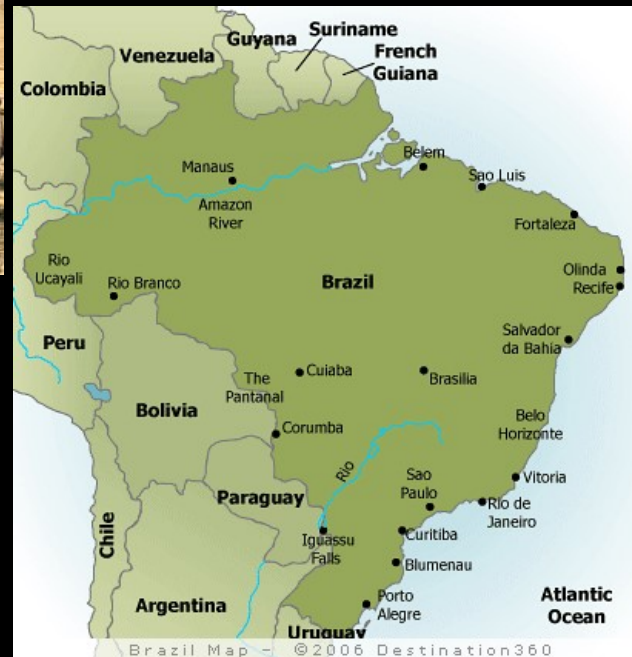 Suriname
Guyana
French
Guiana
Venezuela
Colombia
Belem
Manaus
Sao Luis
Amazon
River
Fortaleza
Rio
Ucayali
Rio Branco
Brazil
Olinda
Recife
Peru
Salvador
da Bahia
The
Pantanal
Cuiaba
Brasilia
Bolivia
Corumba
Belo
Horizonte
Rio
Sao
Paulo
Vitoria
Paraguay
Rio de
Janeiro
Chile
Iguassu
Falls
Curitiba
Blumenau
Argentina
Porto
Alegre
Atlantic
Ocean
Uruguay
Brazil Map - ©2006 Destination360